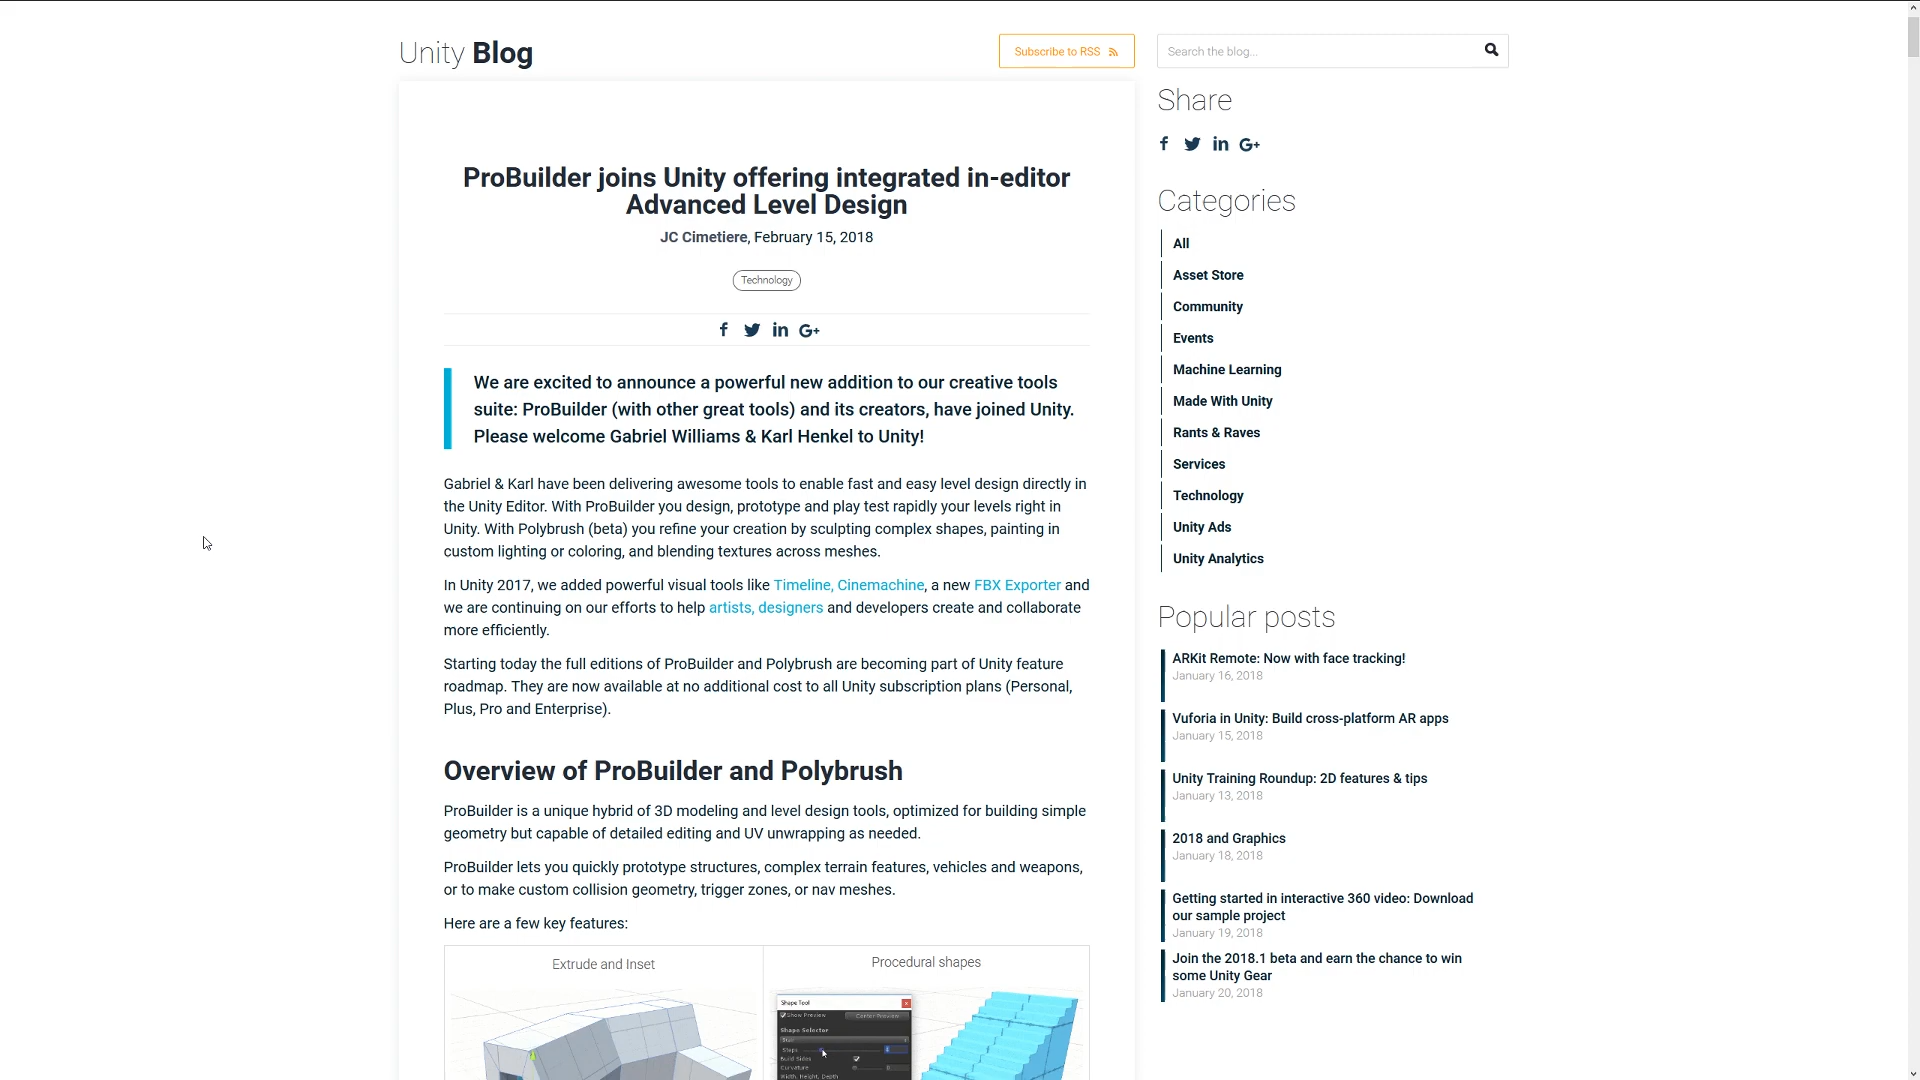 Unity Blog
Subscribe to RSS
Search the blog...
ProBuilder joins Unity offering integrated in-editor
Advanced Level Design
JC Cimetiere, February 15, 2018
Technology
We are excited to announce a powerful new addition to our creative tools
suite: ProBuilder (with other great tools) and its creators, have joined Unity.
Please welcome Gabriel Williams & Karl Henkel to Unity!
Gabriel & Karl have been delivering awesome tools to enable fast and easy level design directly in
the Unity Editor. With ProBuilder you design, prototype and play test rapidly your levels right in
Unity. With Polybrush (beta) you refine your creation by sculpting complex shapes, painting in
custom lighting or coloring, and blending textures across meshes.
In Unity 2017, we added powerful visual tools like Timeline, Cinemachine, a new FBX Exporter and
we are continuing on our efforts to help artists, designers and developers create and collaborate
more efficiently.
Starting today the full editions of ProBuilder and Polybrush are becoming part of Unity feature
roadmap. They are now available at no additional cost to all Unity subscription plans (Personal,
Plus, Pro and Enterprise).
Overview of ProBuilder and Polybrush
ProBuilder is a unique hybrid of 3D modeling and level design tools, optimized for building simple
geometry but capable of detailed editing and UV unwrapping as needed.
ProBuilder lets you quickly prototype structures, complex terrain features, vehicles and weapons,
or to make custom collision geometry, trigger zones, or nav meshes.
Here are a few key features:
Extrude and Inset
Procedural shapes
Shape Tool
Show Preview
Center Preview
Shape Selector
Stair
Steps
Build Sides
Curvature
Width, Height, Depth
Share
Categories
All
Asset Store
Community
Events
Machine Learning
Made With Unity
Rants & Raves
Services
Technology
Unity Ads
Unity Analytics
Popular posts
ARKit Remote: Now with face tracking!
January 16, 2018
Vuforia in Unity: Build cross-platform AR apps
January 15, 2018
Unity Training Roundup: 2D features & tips
January 13, 2018
2018 and Graphics
January 18, 2018
Getting started in interactive 360 video: Download
our sample project
January 19, 2018
Join the 2018.1 beta and earn the chance to win
some Unity Gear
January 20, 2018